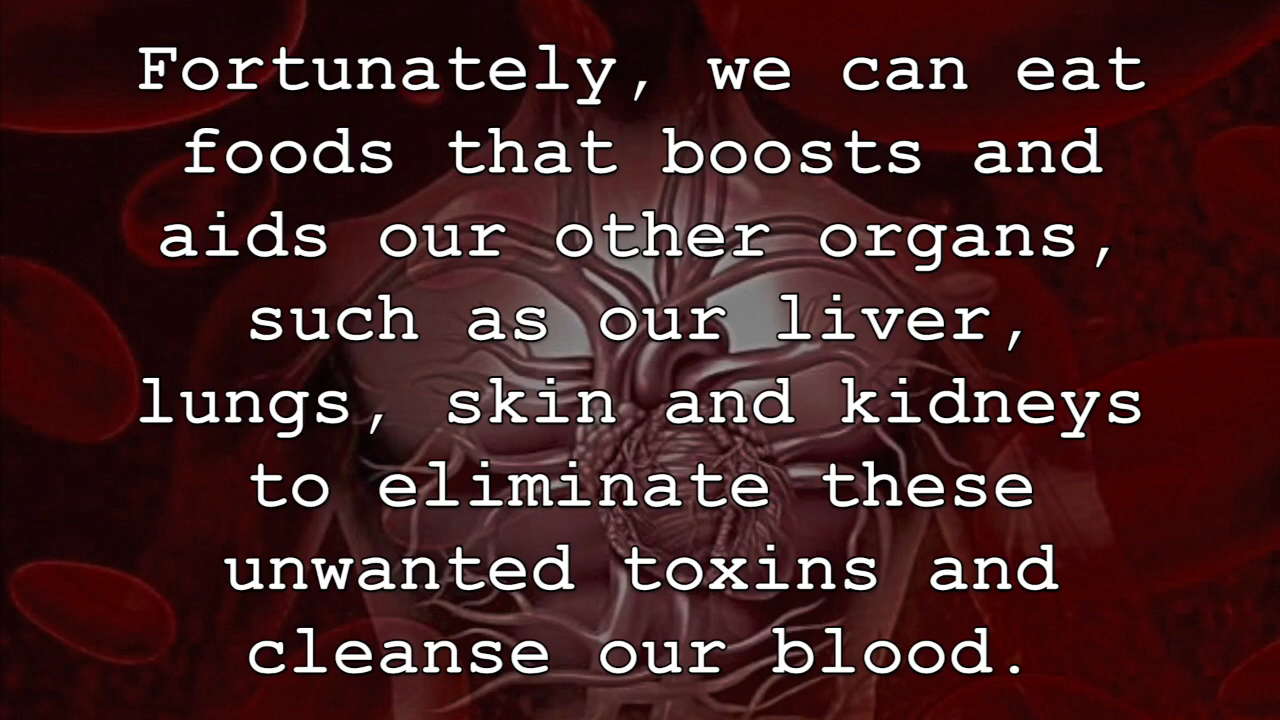 Fortunately, we can eat
foods that boosts and
aids our other organs,
such as our liver,
lungs, skin and kidneys
to eliminate these
unwanted toxins and
cleanse our blood.